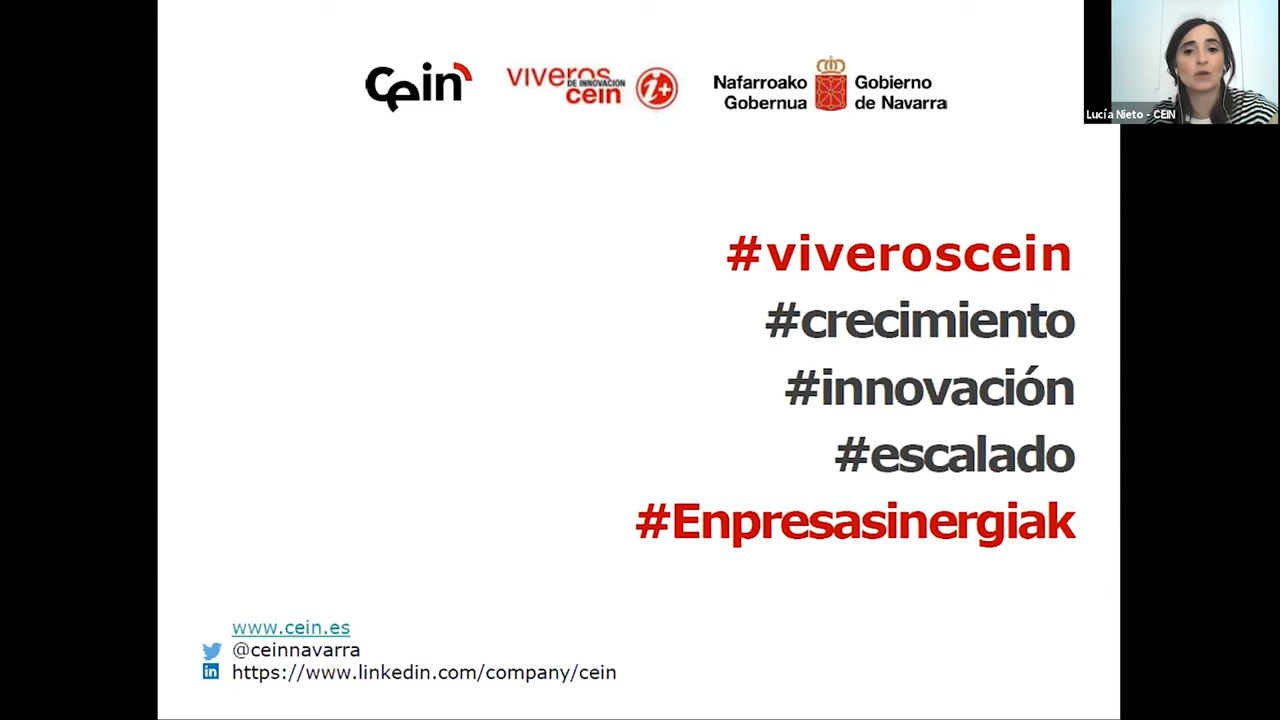 cein
viveros
DE INNOVACIÓN
cein
i+
Nafarroako
Gobernua
Gobierno
de Navarra
Lucía Nieto - CEIN
#viveroscein
#crecimiento
#innovación
#escalado
#Enpresasinergiak
www.cein.es
@ceinnavarra
in
https://www.linkedin.com/company/cein